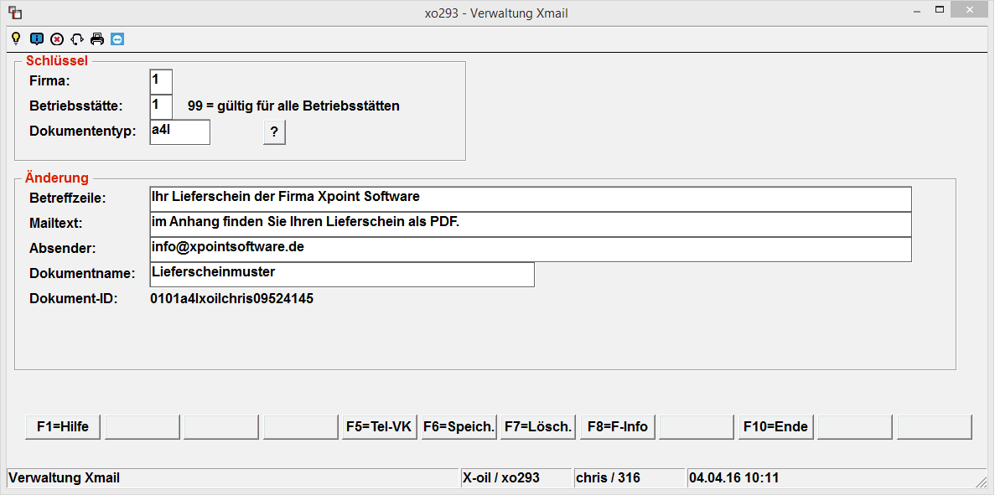 xo293 - Verwaltung Xmail
Schlüssel
Firma: 1
Betriebsstätte: 1 99 = gültig für alle Betriebsstätten
Dokumententyp: a4l ?
Änderung
Betreffzeile: Ihr Lieferschein der Firma Xpoint Software
Mailtext: im Anhang finden Sie Ihren Lieferschein als PDF.
Absender: info@xpointsoftware.de
Dokumentname: Lieferscheinmuster
Dokument-ID: 0101a4lxoilchris09524145
F1=Hilfe F5=Tel-VK F6=Speich. F7=Lösch. F8=F-Info F10=Ende
Verwaltung Xmail X-oil / xo293 chris / 316 04.04.16 10:11